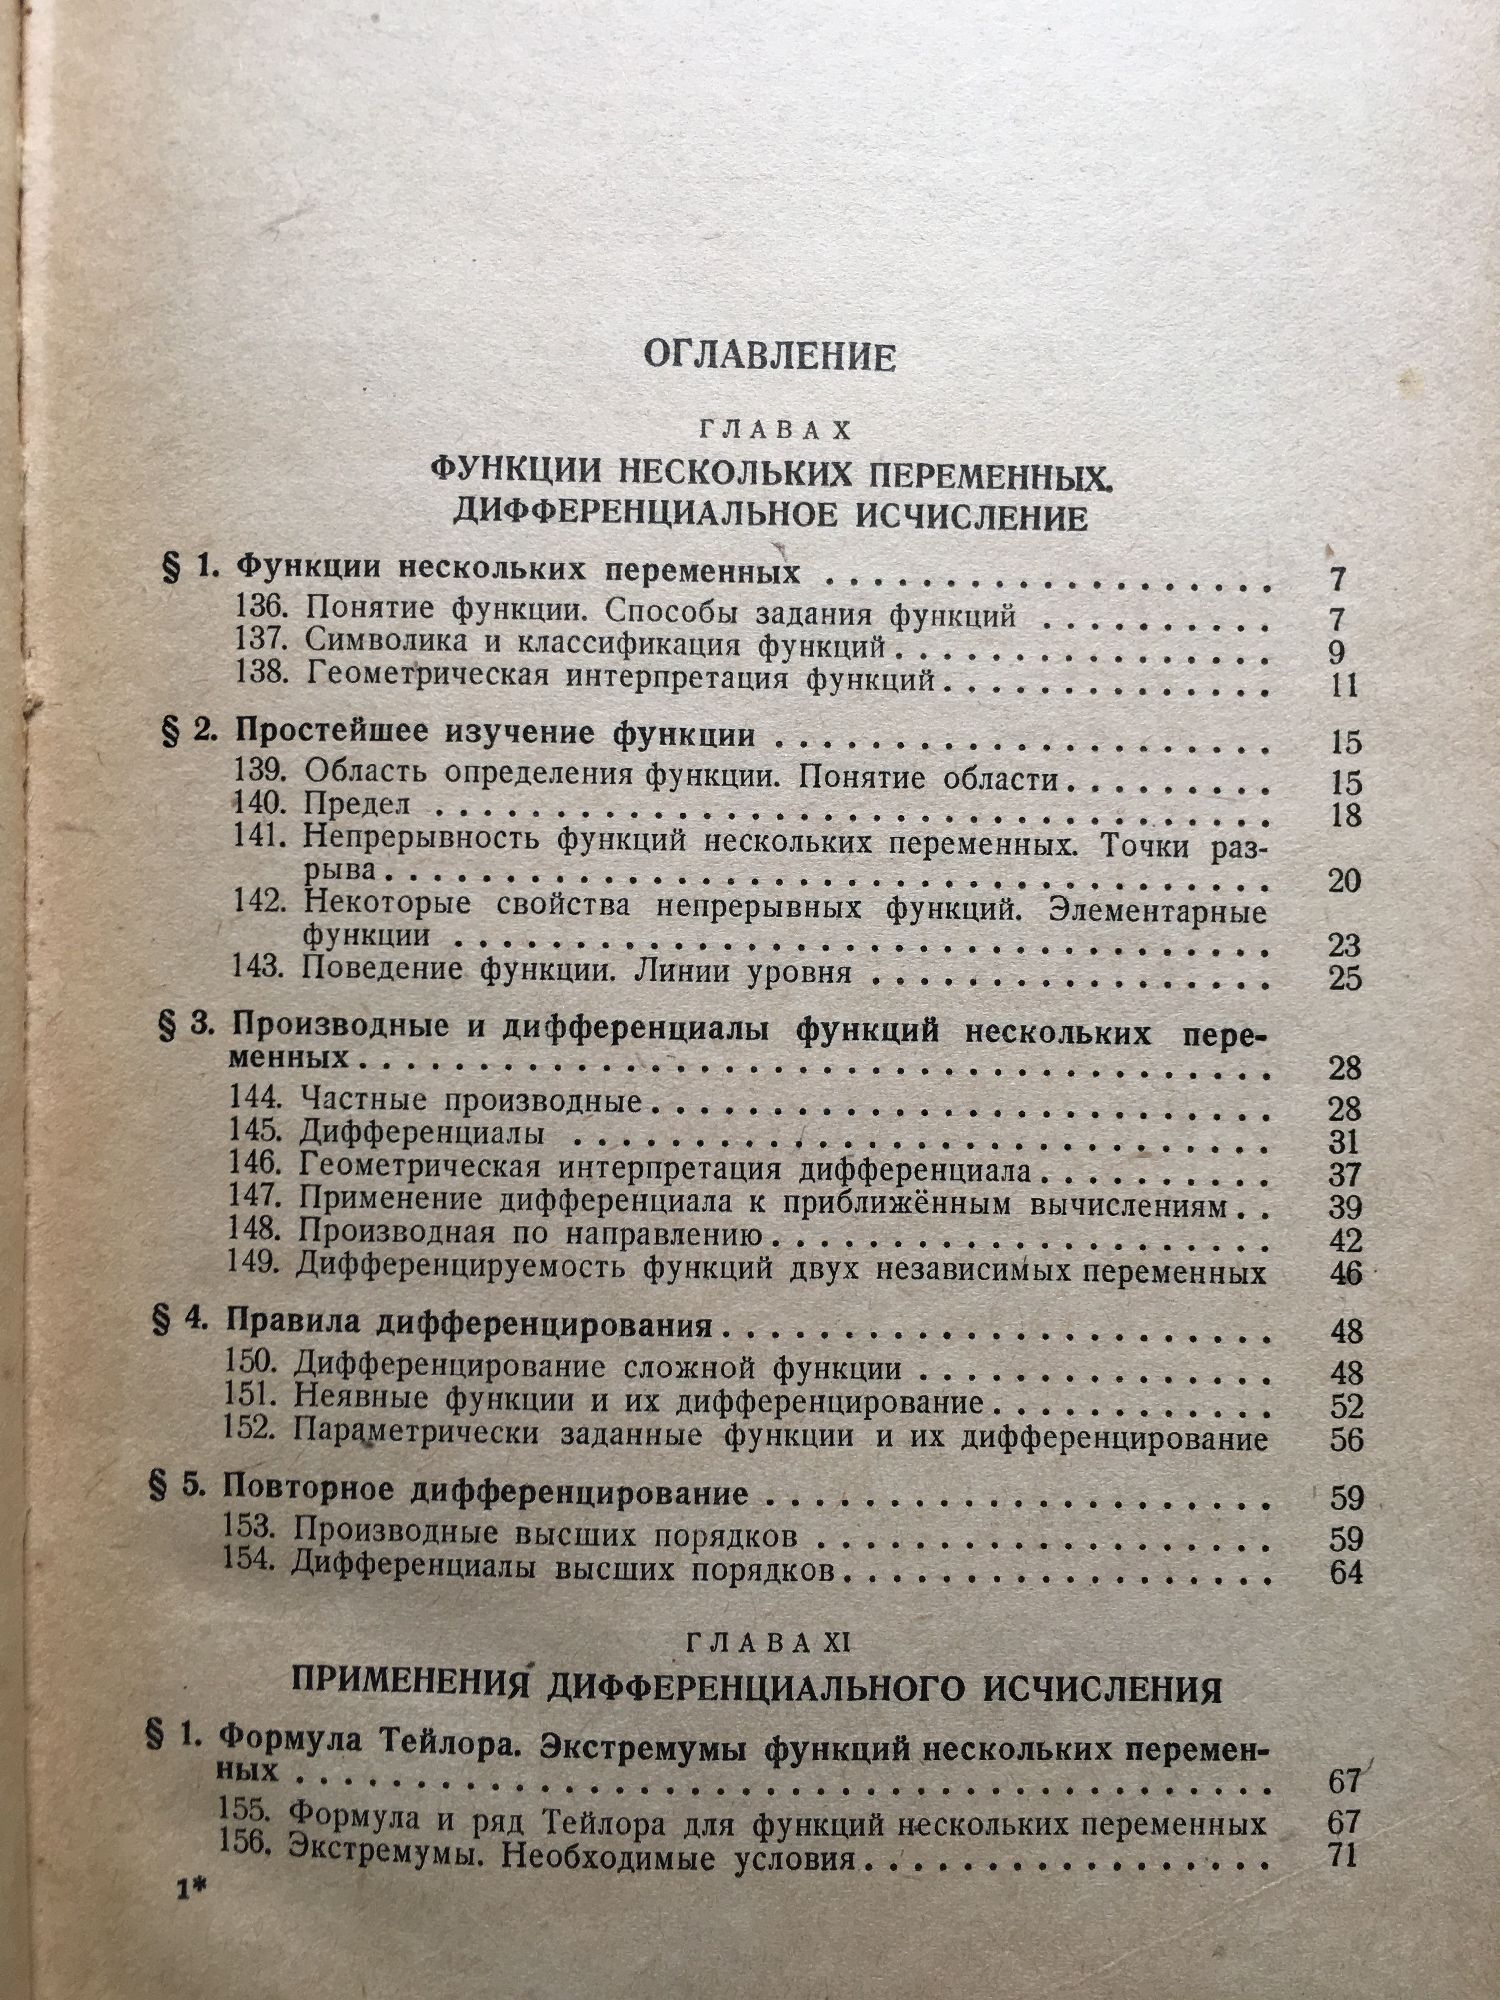 ОГЛАВЛЕНИЕ
ГЛАВА X
ФУНКЦИИ НЕСКОЛЬКИХ ПЕРЕМЕННЫХ.
ДИФФЕРЕНЦИАЛЬНОЕ ИСЧИСЛЕНИЕ
§ 1. Функции нескольких переменных . . . . . . . . . . . . . . . . . . . 7
136. Понятие функции. Способы задания функций . . . . . . . . . . 7
137. Символика и классификация функций . . . . . . . . . . . . . . . . 9
138. Геометрическая интерпретация функций . . . . . . . . . . . . . . 11
§ 2. Простейшее изучение функции . . . . . . . . . . . . . . . . . . . . . 15
139. Область определения функции. Понятие области . . . . . . . . . 15
140. Предел . . . . . . . . . . . . . . . . . . . . . . . . . . . . . . . . . . . 18
141. Непрерывность функций нескольких переменных. Точки раз-
рыва . . . . . . . . . . . . . . . . . . . . . . . . . . . . . . . . . . . . . 20
142. Некоторые свойства непрерывных функций. Элементарные
функции . . . . . . . . . . . . . . . . . . . . . . . . . . . . . . . . . . 23
143. Поведение функции. Линии уровня . . . . . . . . . . . . . . . . . 25
§ 3. Производные и дифференциалы функций нескольких пере-
менных . . . . . . . . . . . . . . . . . . . . . . . . . . . . . . . . . . . . . . 28
144. Частные производные . . . . . . . . . . . . . . . . . . . . . . . . . . 28
145. Дифференциалы . . . . . . . . . . . . . . . . . . . . . . . . . . . . . 31
146. Геометрическая интерпретация дифференциала . . . . . . . . . . 37
147. Применение дифференциала к приближённым вычислениям . . 39
148. Производная по направлению . . . . . . . . . . . . . . . . . . . . . 42
149. Дифференцируемость функций двух независимых переменных 46
§ 4. Правила дифференцирования . . . . . . . . . . . . . . . . . . . . . . . 48
150. Дифференцирование сложной функции . . . . . . . . . . . . . . . 48
151. Неявные функции и их дифференцирование . . . . . . . . . . . . 52
152. Параметрически заданные функции и их дифференцирование 56
§ 5. Повторное дифференцирование . . . . . . . . . . . . . . . . . . . . . 59
153. Производные высших порядков . . . . . . . . . . . . . . . . . . . 59
154. Дифференциалы высших порядков . . . . . . . . . . . . . . . . . . 64
ГЛАВА XI
ПРИМЕНЕНИЯ ДИФФЕРЕНЦИАЛЬНОГО ИСЧИСЛЕНИЯ
§ 1. Формула Тейлора. Экстремумы функций нескольких перемен-
ных . . . . . . . . . . . . . . . . . . . . . . . . . . . . . . . . . . . . . . . . 67
155. Формула и ряд Тейлора для функций нескольких переменных 67
156. Экстремумы. Необходимые условия . . . . . . . . . . . . . . . . . 71
1*